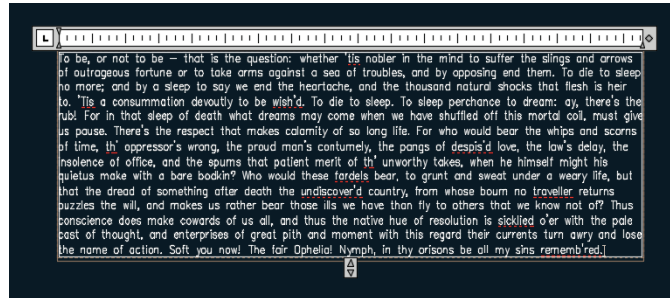 To be, or not to be — that is the question: whether 'tis nobler in the mind to suffer the slings and arrows
of outrageous fortune or to take arms against a sea of troubles, and by opposing end them. To die to sleep
no more; and by a sleep to say we end the heartache, and the thousand natural shocks that flesh is heir
to. 'Tis a consummation devoutly to be wish'd. To die to sleep. To sleep perchance to dream: ay, there's the
rub! For in that sleep of death what dreams may come when we have shuffled off this mortal coil, must give
us pause. There's the respect that makes calamity of so long life. For who would bear the whips and scorns
of time, th' oppressor's wrong, the proud man's contumely, the pangs of despis'd love, the law's delay, the
insolence of office, and the spurns that patient merit of th' unworthy takes, when he himself might his
quietus make with a bare bodkin? Who would these fardels bear, to grunt and sweat under a weary life, but
that the dread of something after death the undiscover'd country, from whose bourn no traveller returns
puzzles the will, and makes us rather bear those ills we have than fly to others that we know not of? Thus
conscience does make cowards of us all, and thus the native hue of resolution is sicklied o'er with the pale
cast of thought, and enterprises of great pith and moment with this regard their currents turn awry and lose
the name of action. Soft you now! The fair Ophelia! Nymph, in thy orisons be all my sins rememb'red.